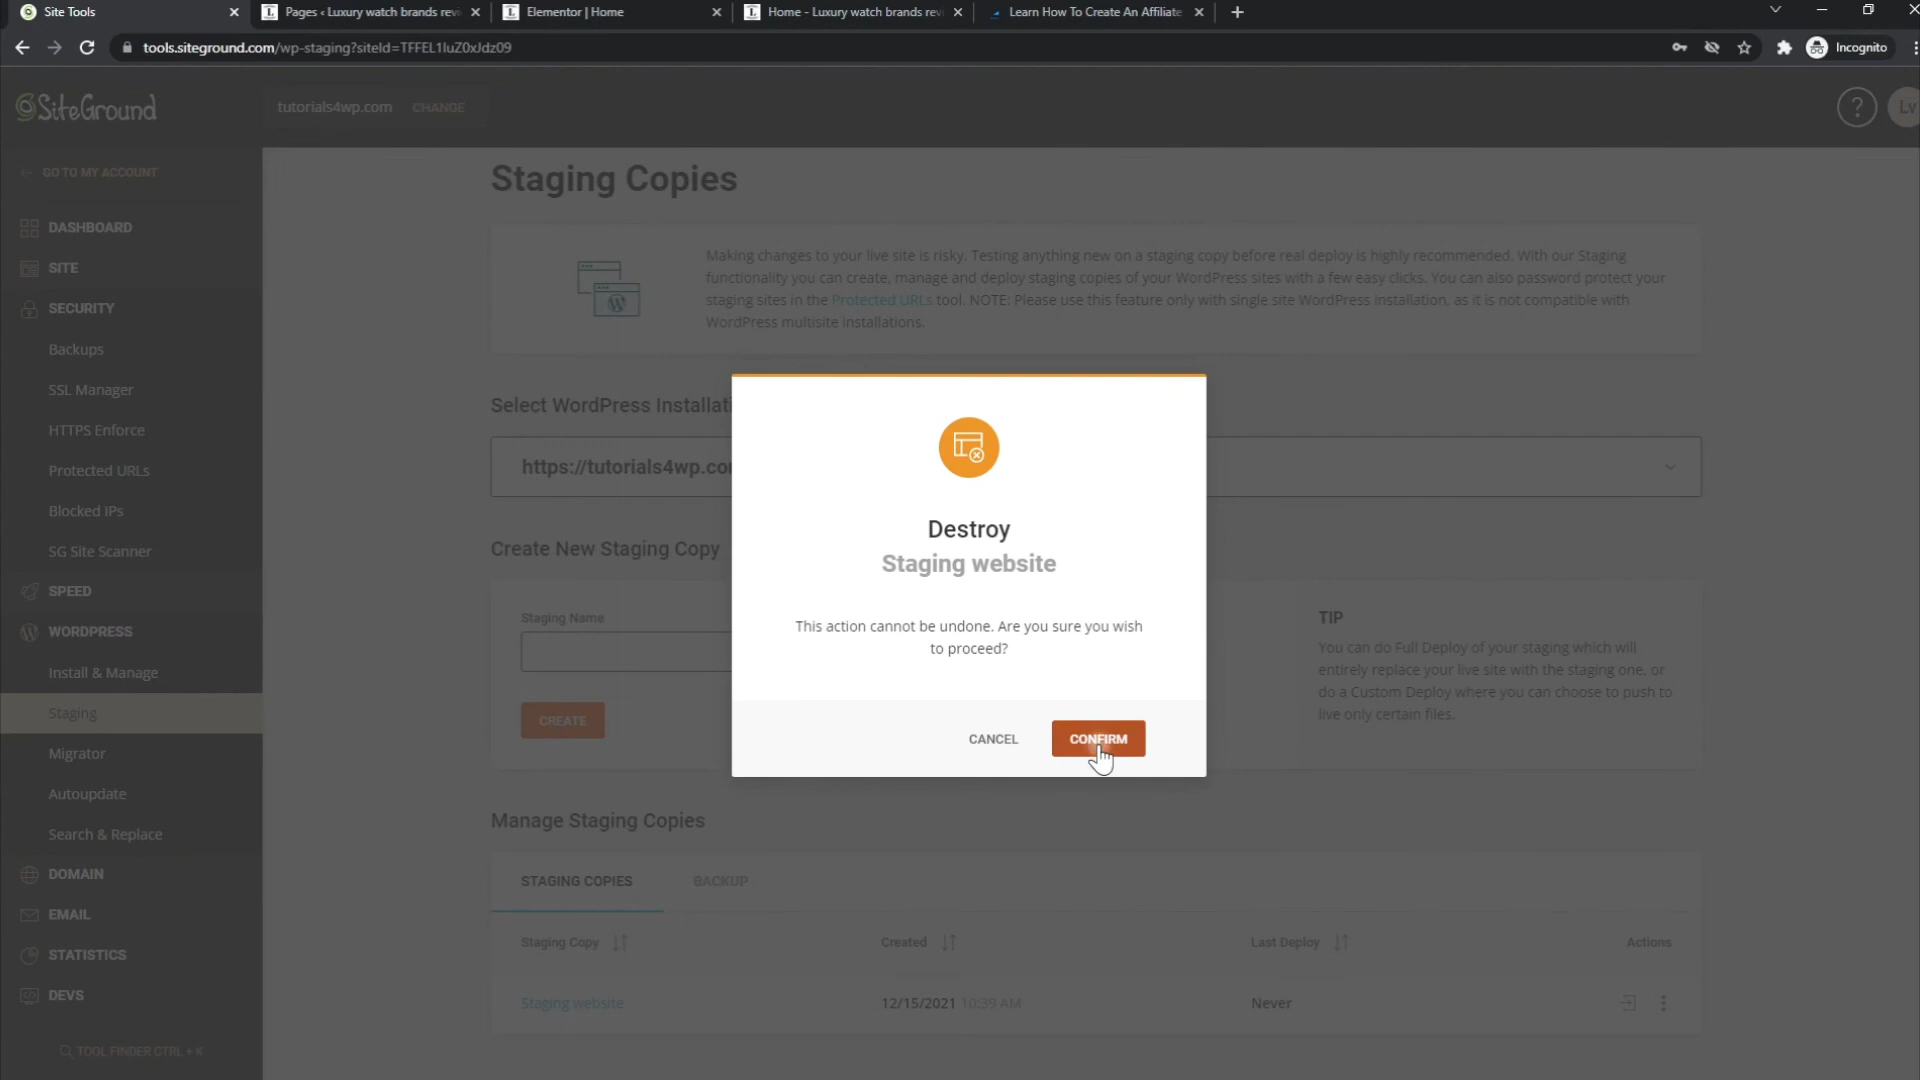 Site Tools
Pages ‹ Luxury watch brands revi
Elementor | Home
Home - Luxury watch brands revi
Learn How To Create An Affiliate
tools.siteground.com/wp-staging?siteId=TFFEL1luZ0xJdz09
Incognito
SiteGround
tutorials4wp.com CHANGE
?
Lv
GO TO MY ACCOUNT
DASHBOARD
SITE
SECURITY
Backups
SSL Manager
HTTPS Enforce
Protected URLs
Blocked IPs
SG Site Scanner
SPEED
WORDPRESS
Install & Manage
Staging
Migrator
Autoupdate
Search & Replace
DOMAIN
EMAIL
STATISTICS
DEVS
TOOL FINDER CTRL + K
Staging Copies
Making changes to your live site is risky. Testing anything new on a staging copy before real deploy is highly recommended. With our Staging
functionality you can create, manage and deploy staging copies of your WordPress sites with a few easy clicks. You can also password protect your
staging sites in the Protected URLs tool. NOTE: Please use this feature only with single site WordPress installation, as it is not compatible with
WordPress multisite installations.
Select WordPress Installati
https://tutorials4wp.co
Create New Staging Copy
Staging Name
CREATE
TIP
You can do Full Deploy of your staging which will
entirely replace your live site with the staging one, or
do a Custom Deploy where you can choose to push to
live only certain files.
Destroy
Staging website
This action cannot be undone. Are you sure you wish
to proceed?
CANCEL
CONFIRM
Manage Staging Copies
STAGING COPIES
BACKUP
Staging Copy
Created
Last Deploy
Actions
Staging website
12/15/2021 10:39 AM
Never